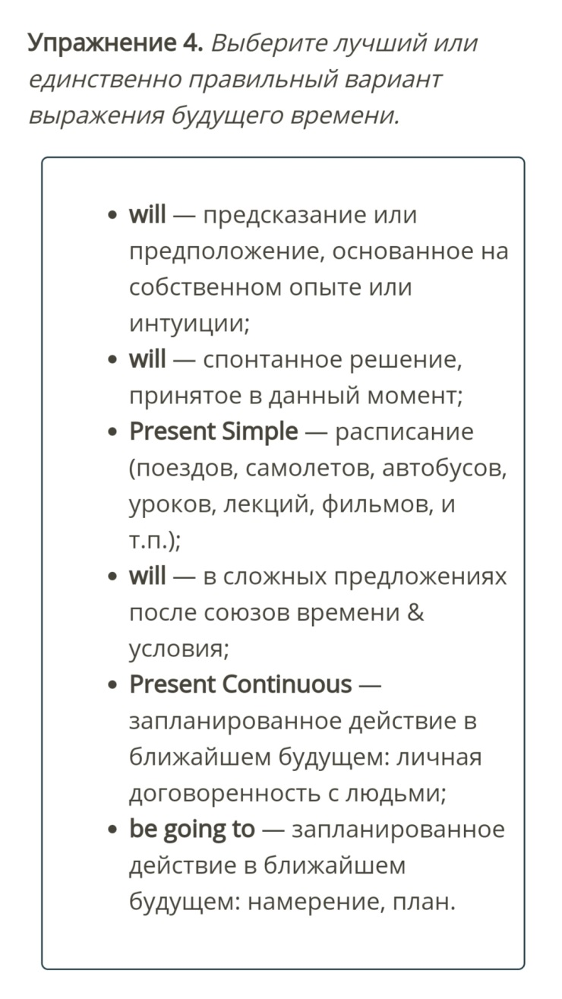 Упражнение 4. Выберите лучший или
единственно правильный вариант
выражения будущего времени.
• will — предсказание или
предположение, основанное на
собственном опыте или
интуиции;
• will — спонтанное решение,
принятое в данный момент;
• Present Simple — расписание
(поездов, самолетов, автобусов,
уроков, лекций, фильмов, и
т.п.);
• will — в сложных предложениях
после союзов времени &
условия;
• Present Continuous —
запланированное действие в
ближайшем будущем: личная
договоренность с людьми;
• be going to — запланированное
действие в ближайшем
будущем: намерение, план.